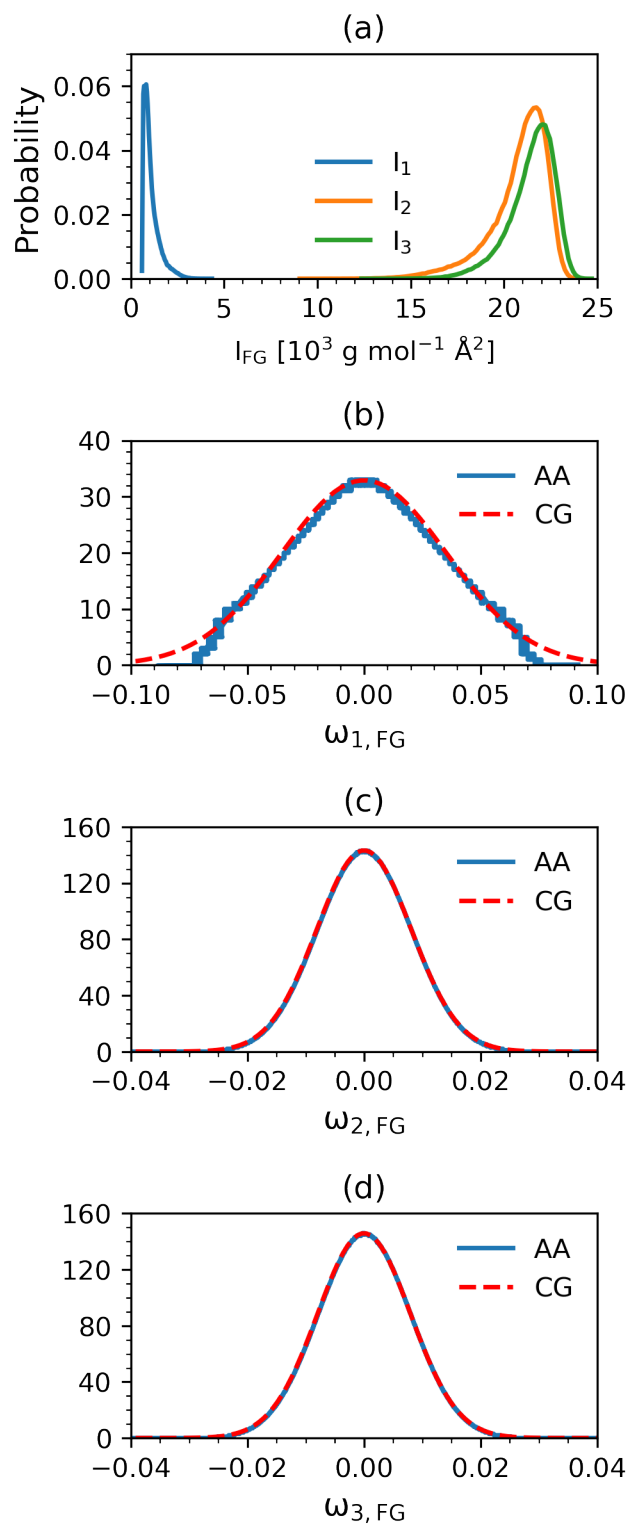 (a)
Probability
0.06
0.04
0.02
0.00
I₁
I₂
I₃
0 5 10 15 20 25
I_FG [10³ g mol⁻¹ Å²]
(b)
40
30
20
10
0
AA
CG
−0.10 −0.05 0.00 0.05 0.10
ω₁, FG
(c)
160
120
80
40
0
AA
CG
−0.04 −0.02 0.00 0.02 0.04
ω₂, FG
(d)
160
120
80
40
0
AA
CG
−0.04 −0.02 0.00 0.02 0.04
ω₃, FG